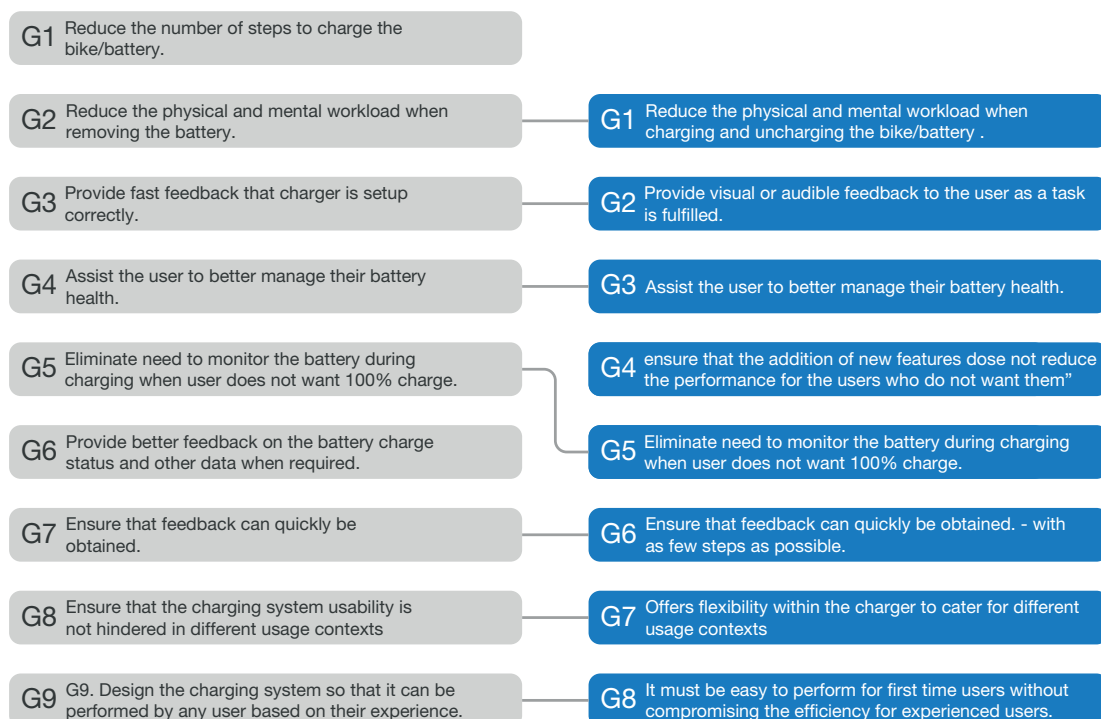 G1 Reduce the number of steps to charge the
bike/battery.
G2 Reduce the physical and mental workload when
removing the battery.
G1 Reduce the physical and mental workload when
charging and uncharging the bike/battery .
G3 Provide fast feedback that charger is setup
correctly.
G2 Provide visual or audible feedback to the user as a task
is fulfilled.
G4 Assist the user to better manage their battery
health.
G3 Assist the user to better manage their battery health.
G5 Eliminate need to monitor the battery during
charging when user does not want 100% charge.
G4 ensure that the addition of new features dose not reduce
the performance for the users who do not want them”
G6 Provide better feedback on the battery charge
status and other data when required.
G5 Eliminate need to monitor the battery during charging
when user does not want 100% charge.
G7 Ensure that feedback can quickly be
obtained.
G6 Ensure that feedback can quickly be obtained. - with
as few steps as possible.
G8 Ensure that the charging system usability is
not hindered in different usage contexts
G7 Offers flexibility within the charger to cater for different
usage contexts
G9 G9. Design the charging system so that it can be
performed by any user based on their experience.
G8 It must be easy to perform for first time users without
compromising the efficiency for experienced users.